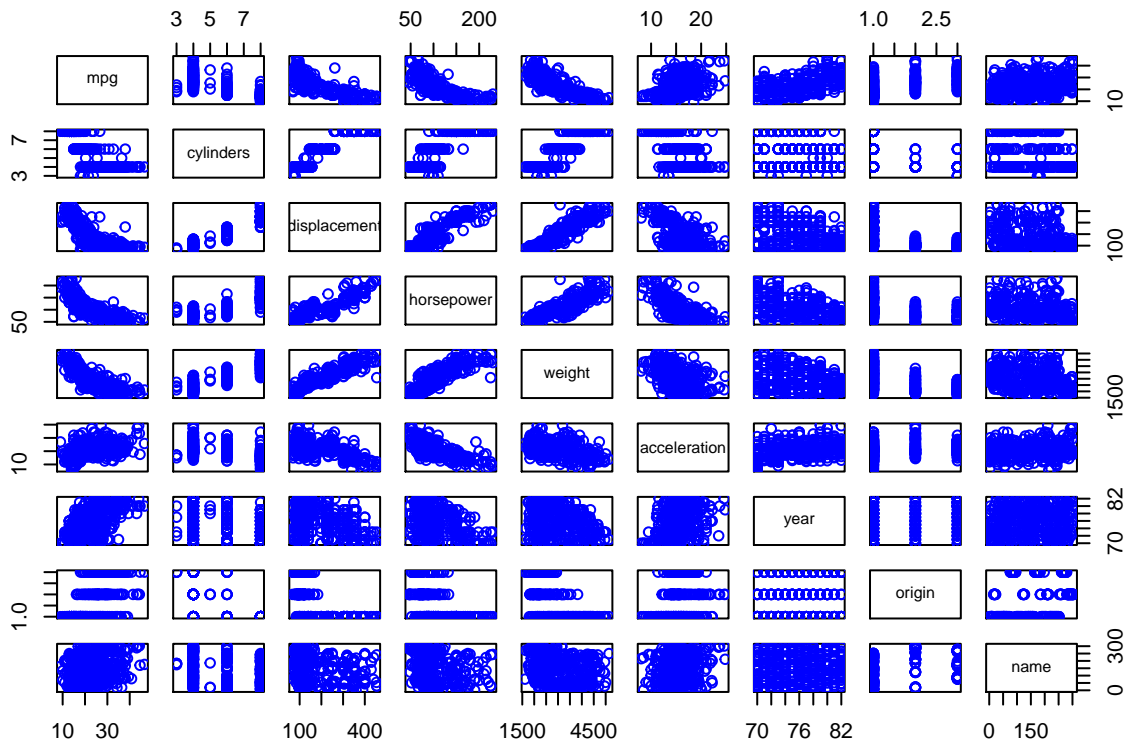 3 5 7 50 200 10 20 1.0 2.5
mpg 10
7 3 cylinders
displacement 100
50 horsepower
weight 1500
10 acceleration
year 70 82
1.0 origin
name 0 300
10 30 100 400 1500 4500 70 76 82 0 150